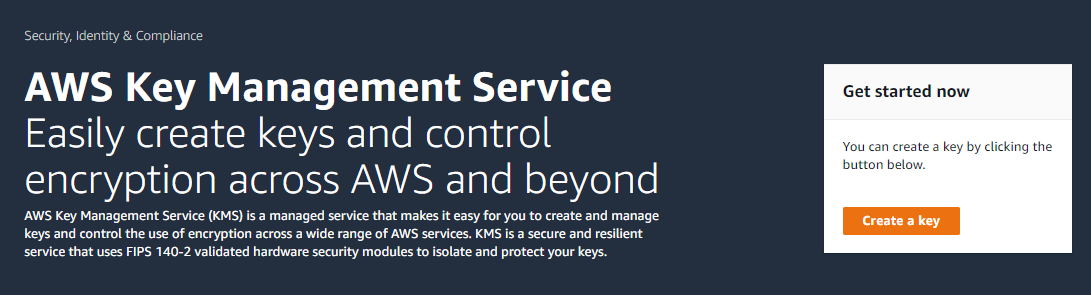 Security, Identity & Compliance
AWS Key Management Service
Easily create keys and control
encryption across AWS and beyond
AWS Key Management Service (KMS) is a managed service that makes it easy for you to create and manage
keys and control the use of encryption across a wide range of AWS services. KMS is a secure and resilient
service that uses FIPS 140-2 validated hardware security modules to isolate and protect your keys.
Get started now
You can create a key by clicking the
button below.
Create a key